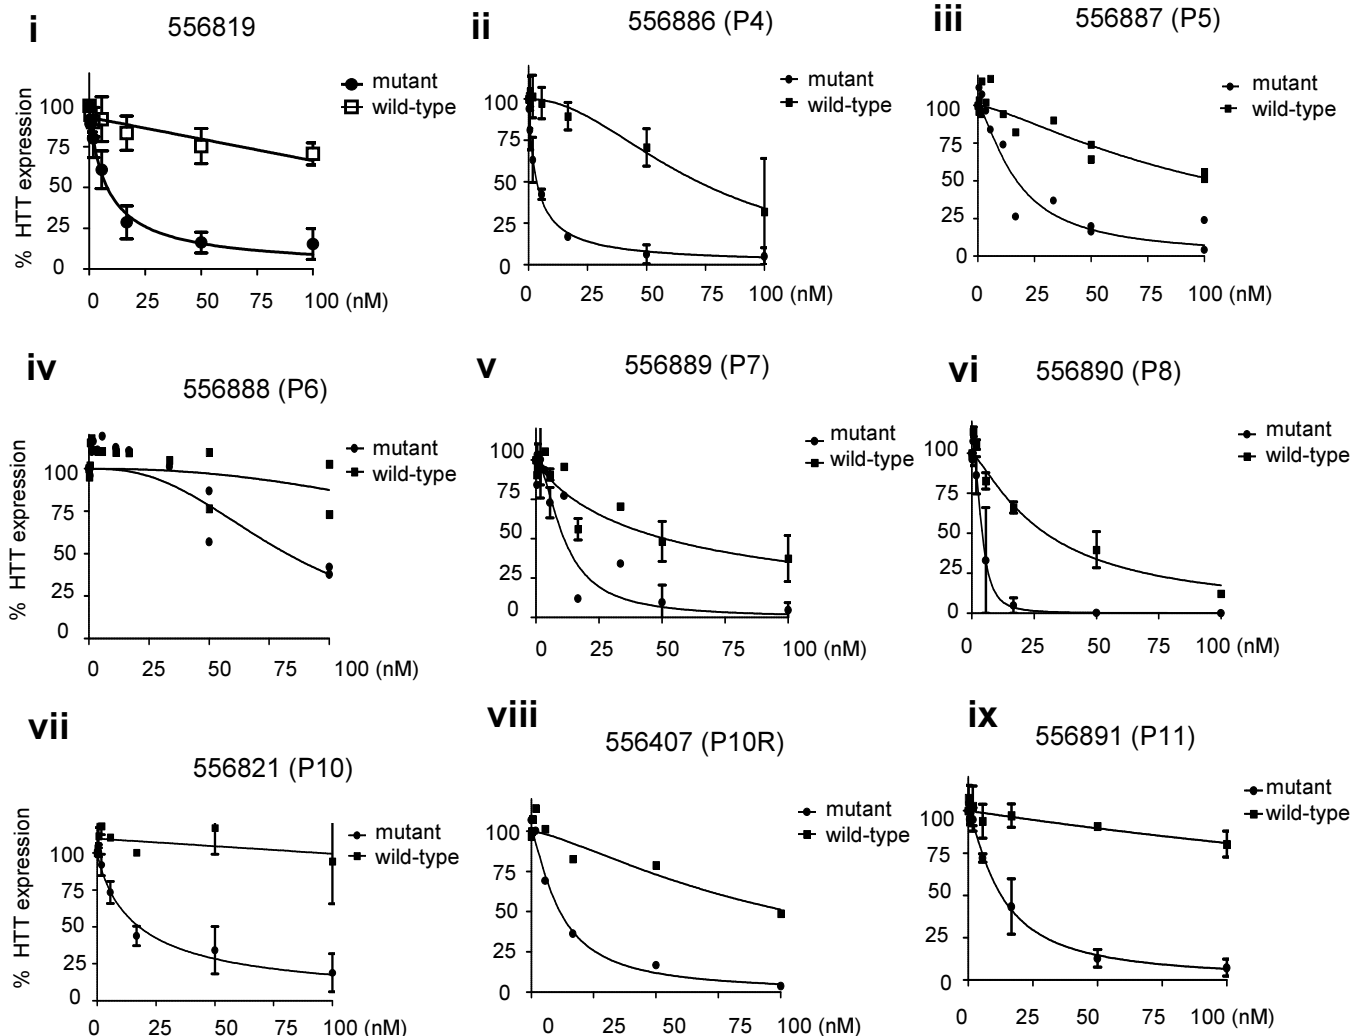 i
556819
mutant
wild-type
% HTT expression
100
75
50
25
0
0 25 50 75 100 (nM)
ii
556886 (P4)
mutant
wild-type
100
75
50
25
0
0 25 50 75 100 (nM)
iii
556887 (P5)
mutant
wild-type
100
75
50
25
0
0 25 50 75 100 (nM)
iv
556888 (P6)
mutant
wild-type
% HTT expression
100
75
50
25
0
0 25 50 75 100 (nM)
v
556889 (P7)
mutant
wild-type
100
75
50
25
0
0 25 50 75 100 (nM)
vi
556890 (P8)
mutant
wild-type
100
75
50
25
0
0 25 50 75 100 (nM)
vii
556821 (P10)
mutant
wild-type
% HTT expression
100
75
50
25
0
0 25 50 75 100 (nM)
viii
556407 (P10R)
mutant
wild-type
100
75
50
25
0
0 25 50 75 100 (nM)
ix
556891 (P11)
mutant
wild-type
100
75
50
25
0
0 25 50 75 100 (nM)